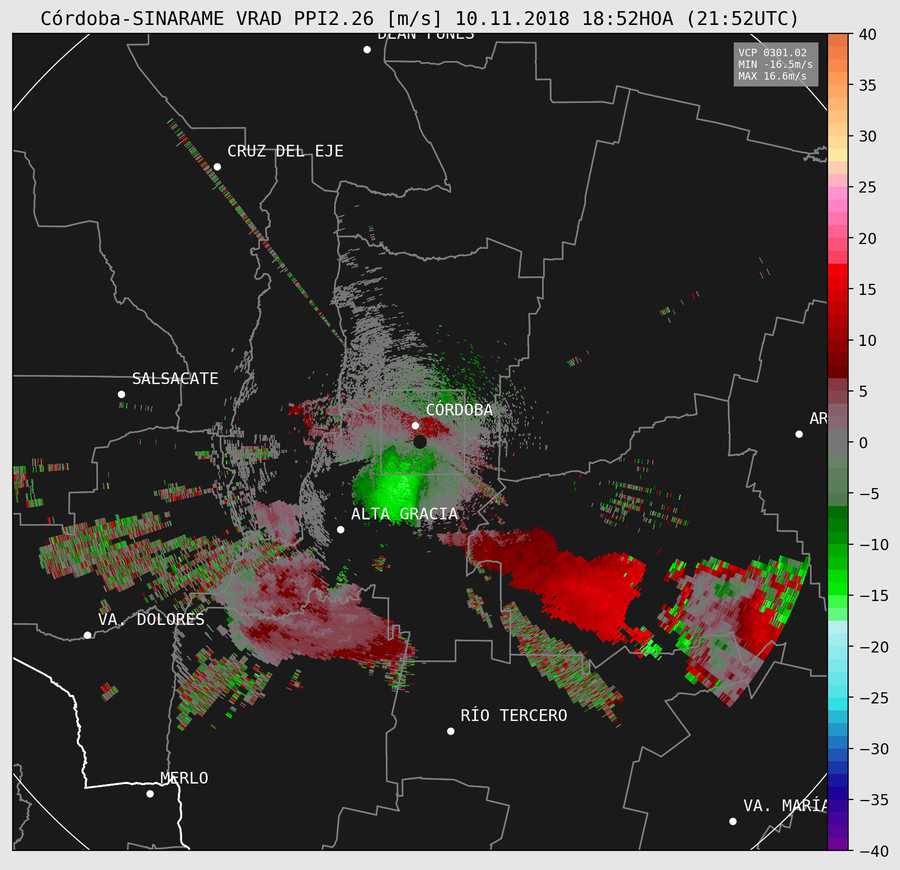 Córdoba-SINARAME VRAD PPI2.26 [m/s] 10.11.2018 18:52HOA (21:52UTC)
DEAN FUNES
VCP 0301.02
MIN -16.5m/s
MAX 16.6m/s
CRUZ DEL EJE
SALSACATE
CÓRDOBA
AR
ALTA GRACIA
VA. DOLORES
RÍO TERCERO
MERLO
VA. MARÍA
40
35
30
25
20
15
10
5
0
−5
−10
−15
−20
−25
−30
−35
−40